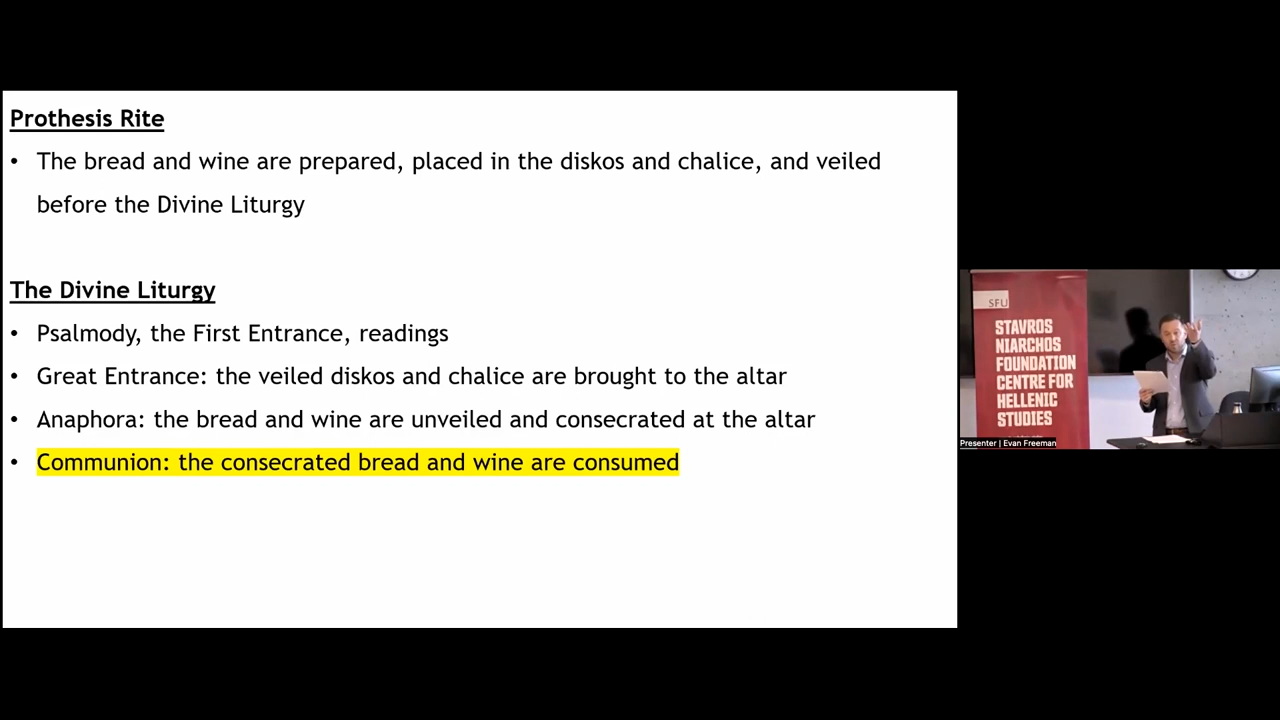 Prothesis Rite
• The bread and wine are prepared, placed in the diskos and chalice, and veiled
before the Divine Liturgy
The Divine Liturgy
• Psalmody, the First Entrance, readings
• Great Entrance: the veiled diskos and chalice are brought to the altar
• Anaphora: the bread and wine are unveiled and consecrated at the altar
• Communion: the consecrated bread and wine are consumed
SFU
STAVROS
NIARCHOS
FOUNDATION
CENTRE FOR
HELLENIC
STUDIES
Presenter | Evan Freeman